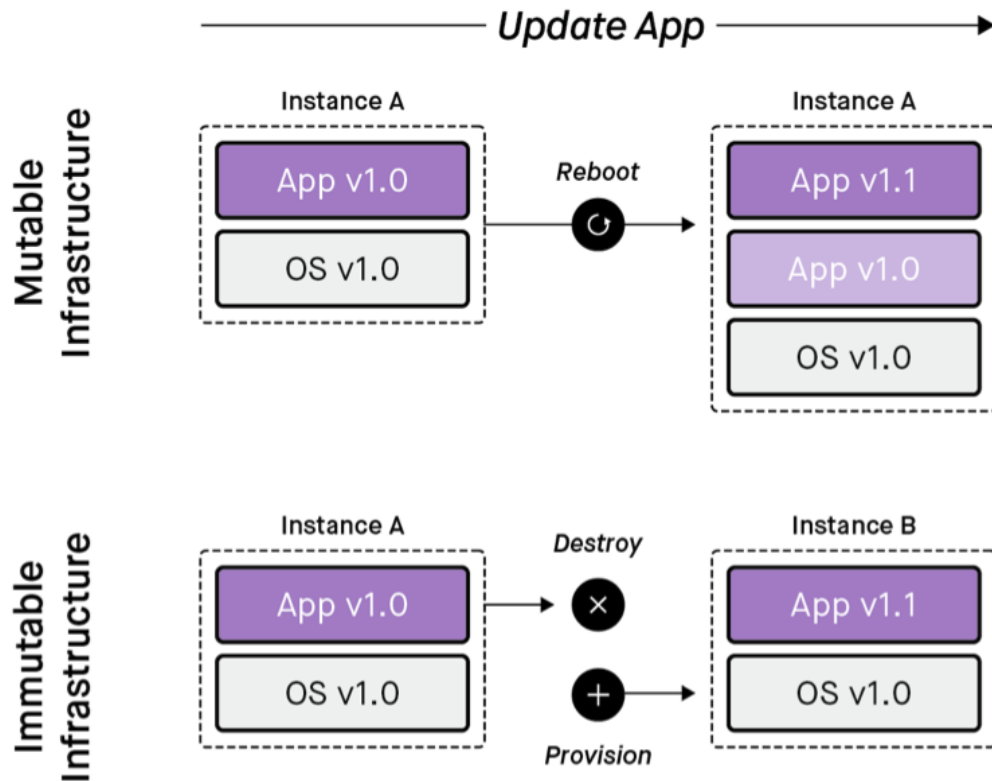 Update App
Mutable
Infrastructure
Instance A
App v1.0
OS v1.0
Reboot
Instance A
App v1.1
App v1.0
OS v1.0
Immutable
Infrastructure
Instance A
App v1.0
OS v1.0
Destroy
Provision
Instance B
App v1.1
OS v1.0